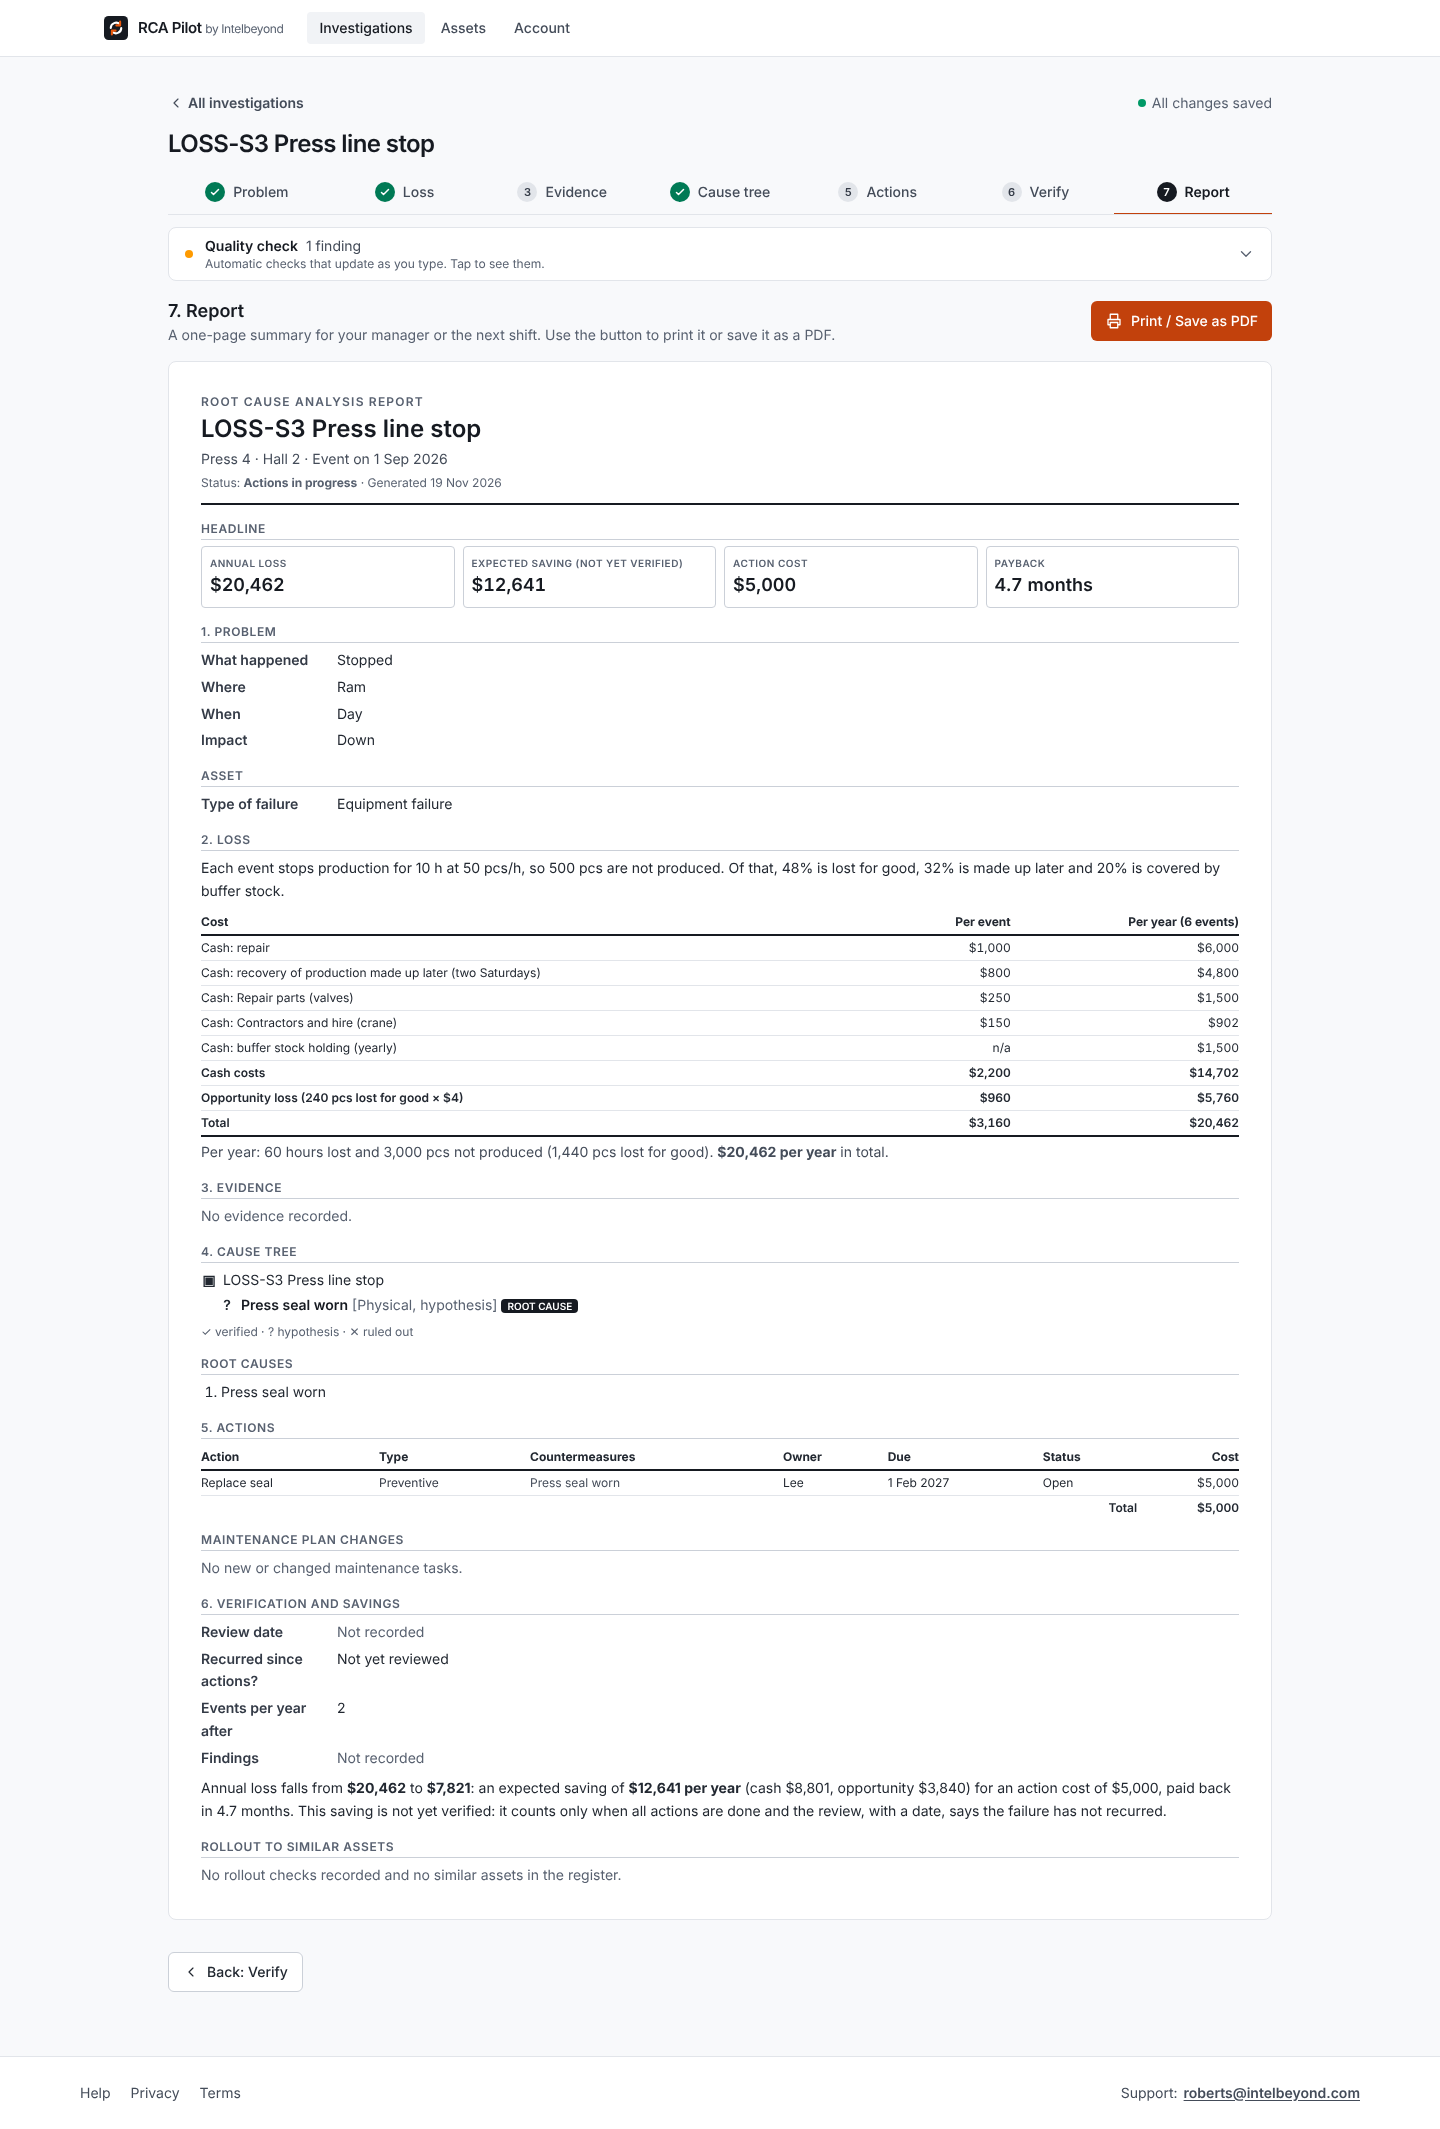 RCA Pilot by Intelbeyond
Investigations
Assets
Account
All investigations
All changes saved
LOSS-S3 Press line stop
Problem
Loss
3 Evidence
Cause tree
5 Actions
6 Verify
7 Report
Quality check 1 finding
Automatic checks that update as you type. Tap to see them.
7. Report
A one-page summary for your manager or the next shift. Use the button to print it or save it as a PDF.
Print / Save as PDF
ROOT CAUSE ANALYSIS REPORT
LOSS-S3 Press line stop
Press 4 · Hall 2 · Event on 1 Sep 2026
Status: Actions in progress · Generated 19 Nov 2026
HEADLINE
ANNUAL LOSS
$20,462
EXPECTED SAVING (NOT YET VERIFIED)
$12,641
ACTION COST
$5,000
PAYBACK
4.7 months
1. PROBLEM
What happened Stopped
Where Ram
When Day
Impact Down
ASSET
Type of failure Equipment failure
2. LOSS
Each event stops production for 10 h at 50 pcs/h, so 500 pcs are not produced. Of that, 48% is lost for good, 32% is made up later and 20% is covered by
buffer stock.
Cost Per event Per year (6 events)
Cash: repair $1,000 $6,000
Cash: recovery of production made up later (two Saturdays) $800 $4,800
Cash: Repair parts (valves) $250 $1,500
Cash: Contractors and hire (crane) $150 $902
Cash: buffer stock holding (yearly) n/a $1,500
Cash costs $2,200 $14,702
Opportunity loss (240 pcs lost for good × $4) $960 $5,760
Total $3,160 $20,462
Per year: 60 hours lost and 3,000 pcs not produced (1,440 pcs lost for good). $20,462 per year in total.
3. EVIDENCE
No evidence recorded.
4. CAUSE TREE
▣ LOSS-S3 Press line stop
? Press seal worn [Physical, hypothesis] ROOT CAUSE
✓ verified · ? hypothesis · ✕ ruled out
ROOT CAUSES
1. Press seal worn
5. ACTIONS
Action Type Countermeasures Owner Due Status Cost
Replace seal Preventive Press seal worn Lee 1 Feb 2027 Open $5,000
Total $5,000
MAINTENANCE PLAN CHANGES
No new or changed maintenance tasks.
6. VERIFICATION AND SAVINGS
Review date Not recorded
Recurred since Not yet reviewed
actions?
Events per year 2
after
Findings Not recorded
Annual loss falls from $20,462 to $7,821: an expected saving of $12,641 per year (cash $8,801, opportunity $3,840) for an action cost of $5,000, paid back
in 4.7 months. This saving is not yet verified: it counts only when all actions are done and the review, with a date, says the failure has not recurred.
ROLLOUT TO SIMILAR ASSETS
No rollout checks recorded and no similar assets in the register.
Back: Verify
Help
Privacy
Terms
Support: roberts@intelbeyond.com